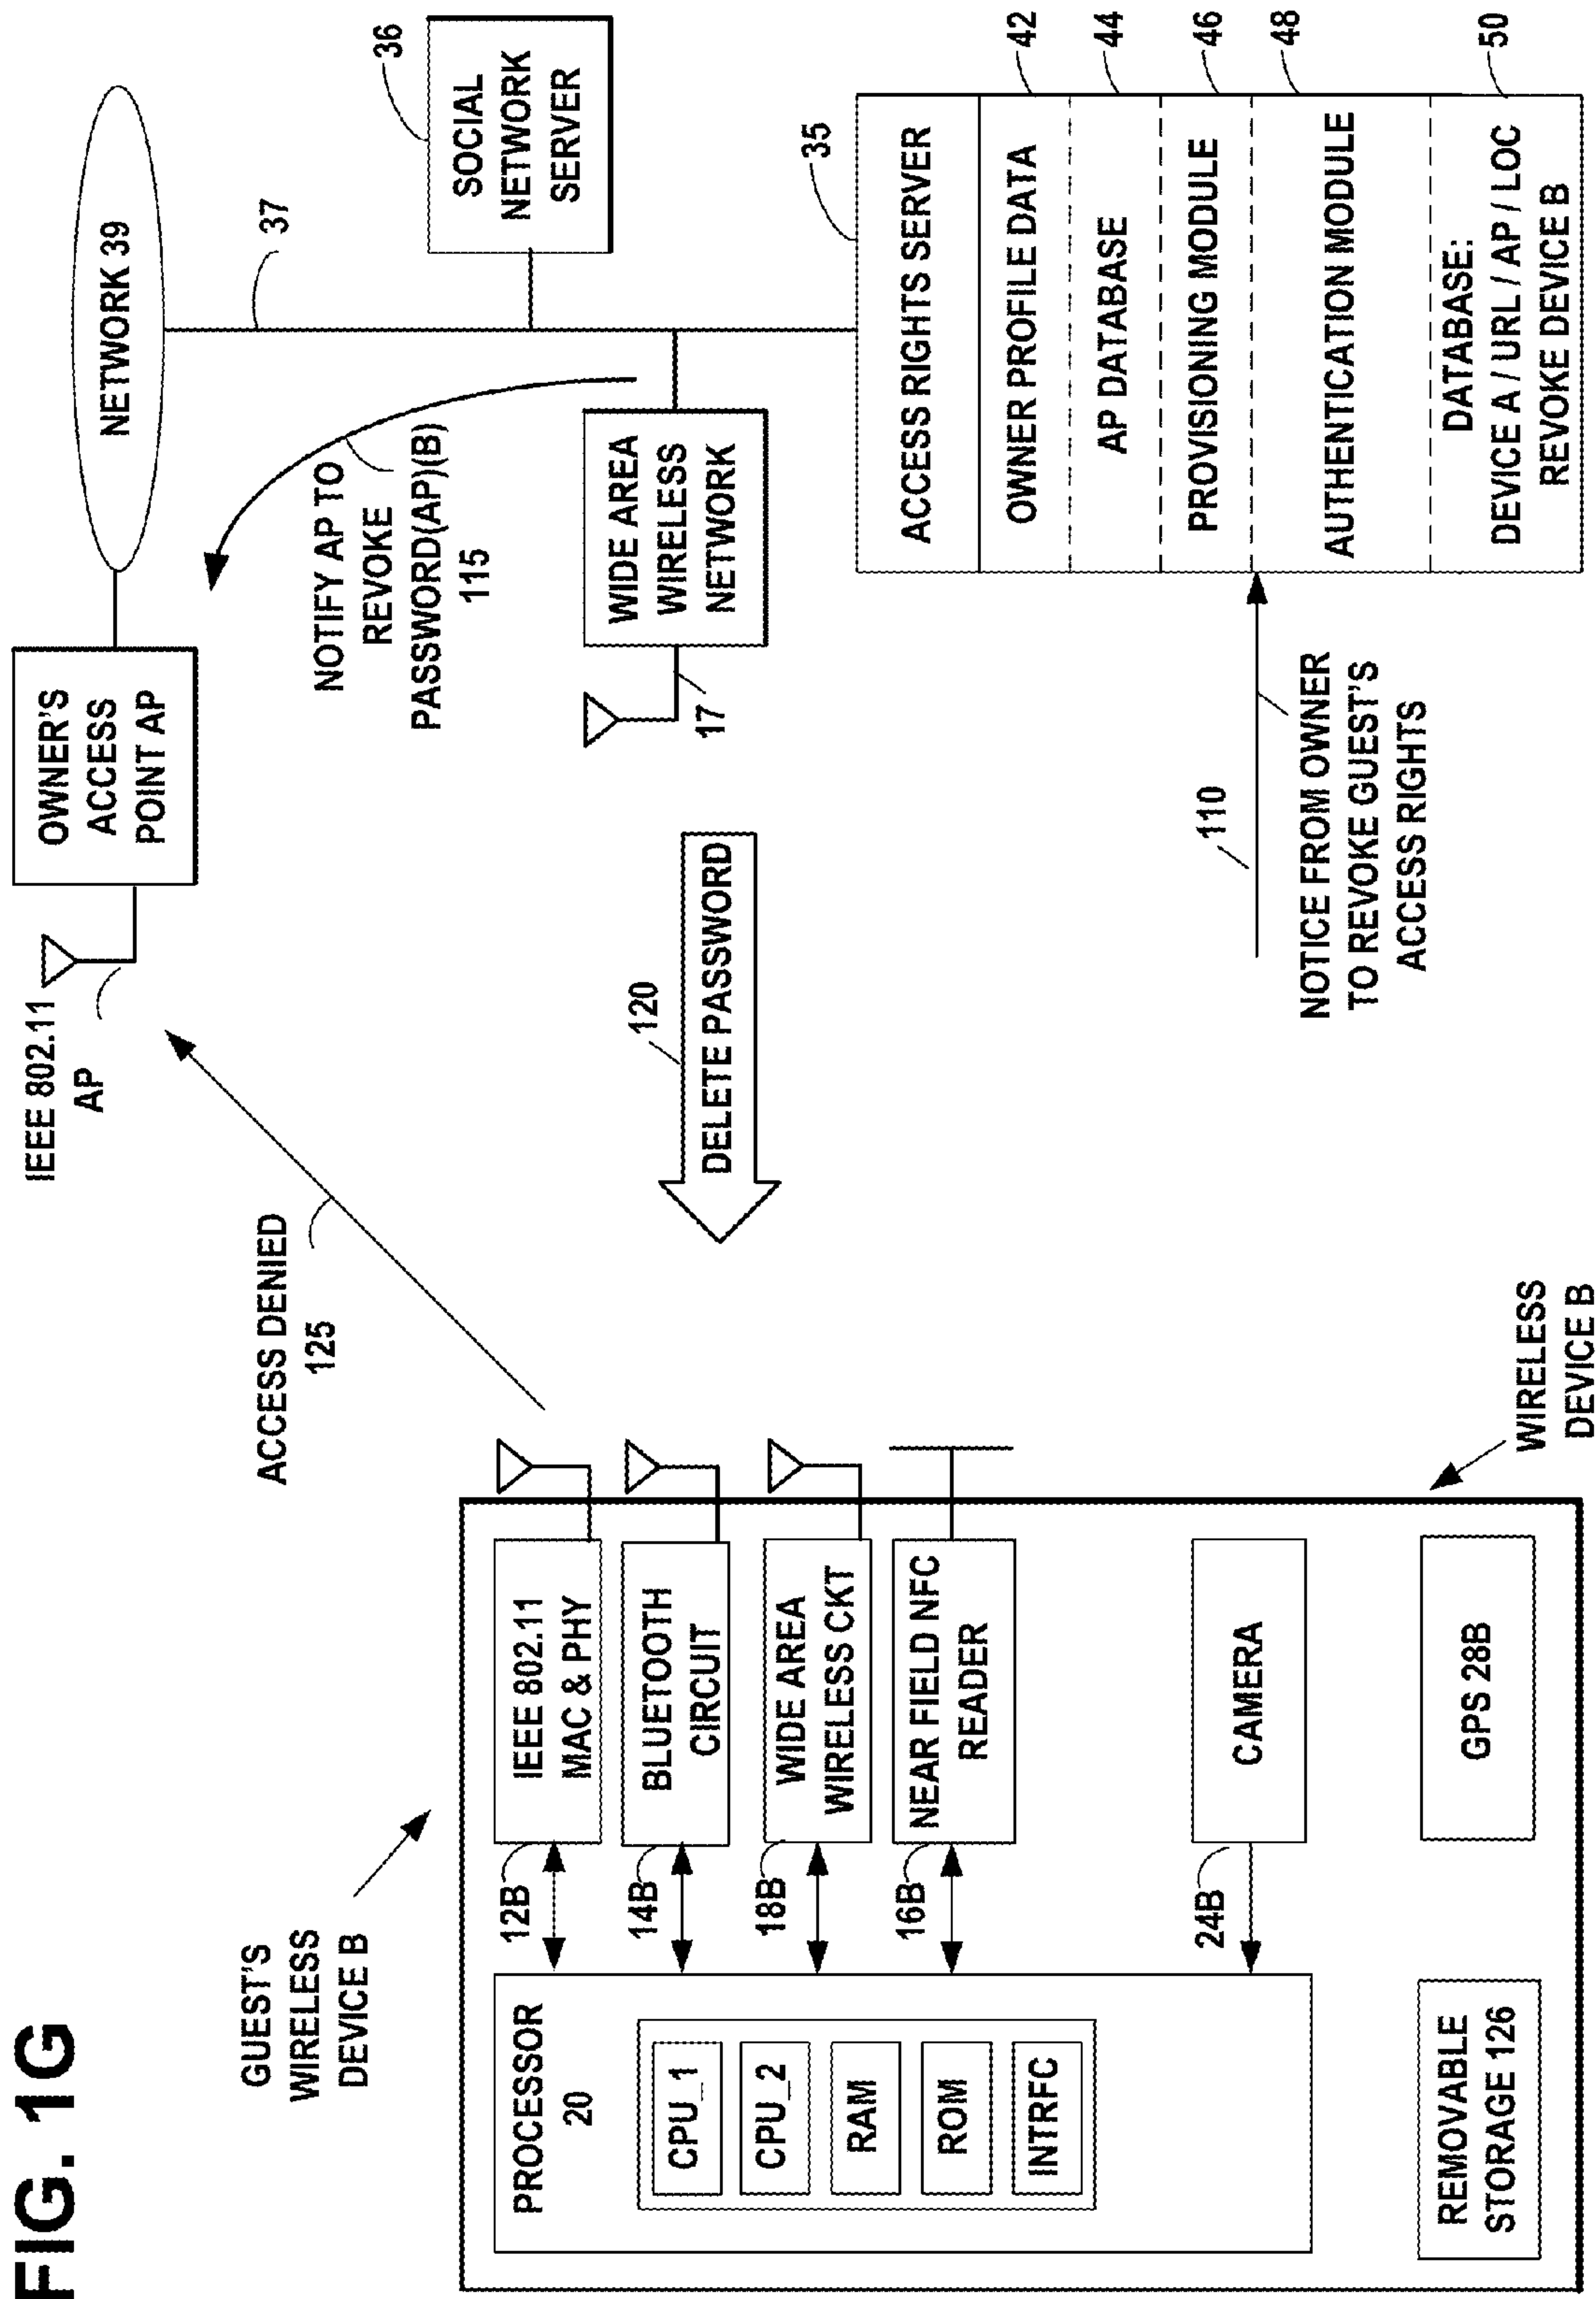 FIG. 1G
GUEST'S
WIRELESS
DEVICE B
PROCESSOR
20
CPU_1
CPU_2
RAM
ROM
INTRFC
REMOVABLE
STORAGE 126
12B
14B
18B
16B
24B
IEEE 802.11
MAC & PHY
BLUETOOTH
CIRCUIT
WIDE AREA
WIRELESS CKT
NEAR FIELD NFC
READER
CAMERA
GPS 28B
WIRELESS
DEVICE B
ACCESS DENIED
125
IEEE 802.11
AP
OWNER'S
ACCESS
POINT AP
NETWORK 39
37
36
SOCIAL
NETWORK
SERVER
NOTIFY AP TO
REVOKE
PASSWORD(AP)(B)
115
WIDE AREA
WIRELESS
NETWORK
17
120
DELETE PASSWORD
110
NOTICE FROM OWNER
TO REVOKE GUEST'S
ACCESS RIGHTS
35
ACCESS RIGHTS SERVER
OWNER PROFILE DATA
42
AP DATABASE
44
PROVISIONING MODULE
46
AUTHENTICATION MODULE
48
DATABASE:
DEVICE A / URL / AP / LOC
REVOKE DEVICE B
50